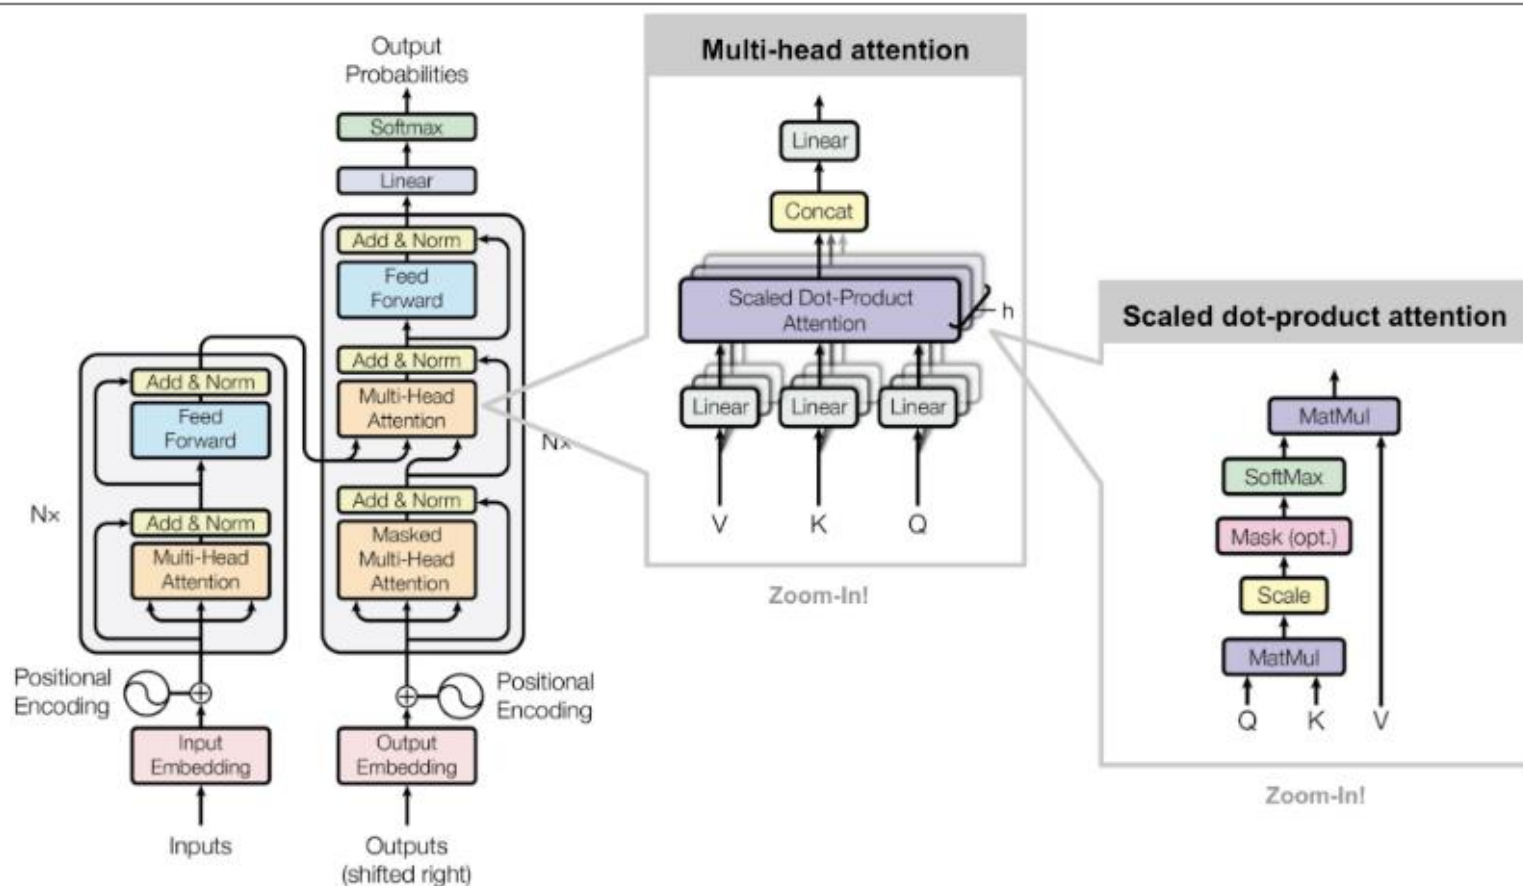 Output
Probabilities
Softmax
Linear
Add & Norm
Feed
Forward
Add & Norm
Multi-Head
Attention
Nx
Add & Norm
Masked
Multi-Head
Attention
Positional
Encoding
Output
Embedding
Outputs
(shifted right)
Add & Norm
Feed
Forward
Nx
Add & Norm
Multi-Head
Attention
Positional
Encoding
Input
Embedding
Inputs
Multi-head attention
Linear
Concat
Scaled Dot-Product
Attention
h
Linear Linear Linear
V K Q
Zoom-In!
Scaled dot-product attention
MatMul
SoftMax
Mask (opt.)
Scale
MatMul
Q K V
Zoom-In!